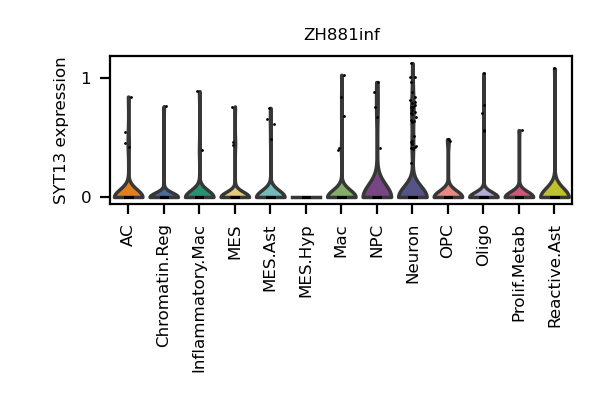 ZH881inf
SYT13 expression
1
0
AC
Chromatin.Reg
Inflammatory.Mac
MES
MES.Ast
MES.Hyp
Mac
NPC
Neuron
OPC
Oligo
Prolif.Metab
Reactive.Ast